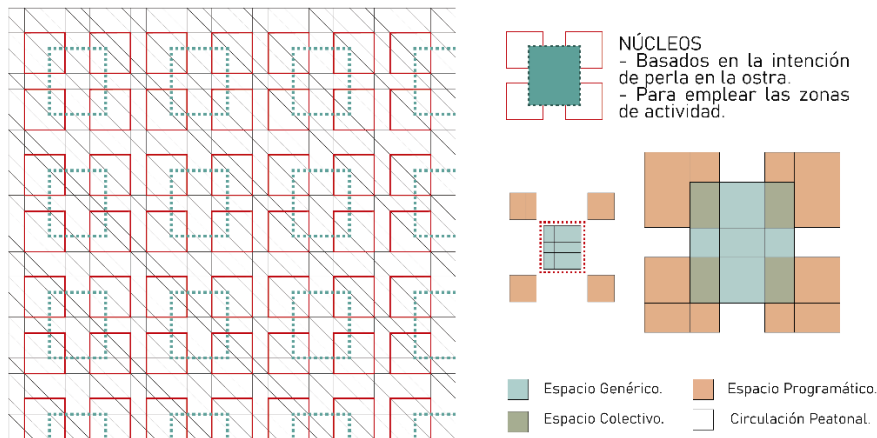 NÚCLEOS
- Basados en la intención
de perla en la ostra.
- Para emplear las zonas
de actividad.
Espacio Genérico.
Espacio Programático.
Espacio Colectivo.
Circulación Peatonal.